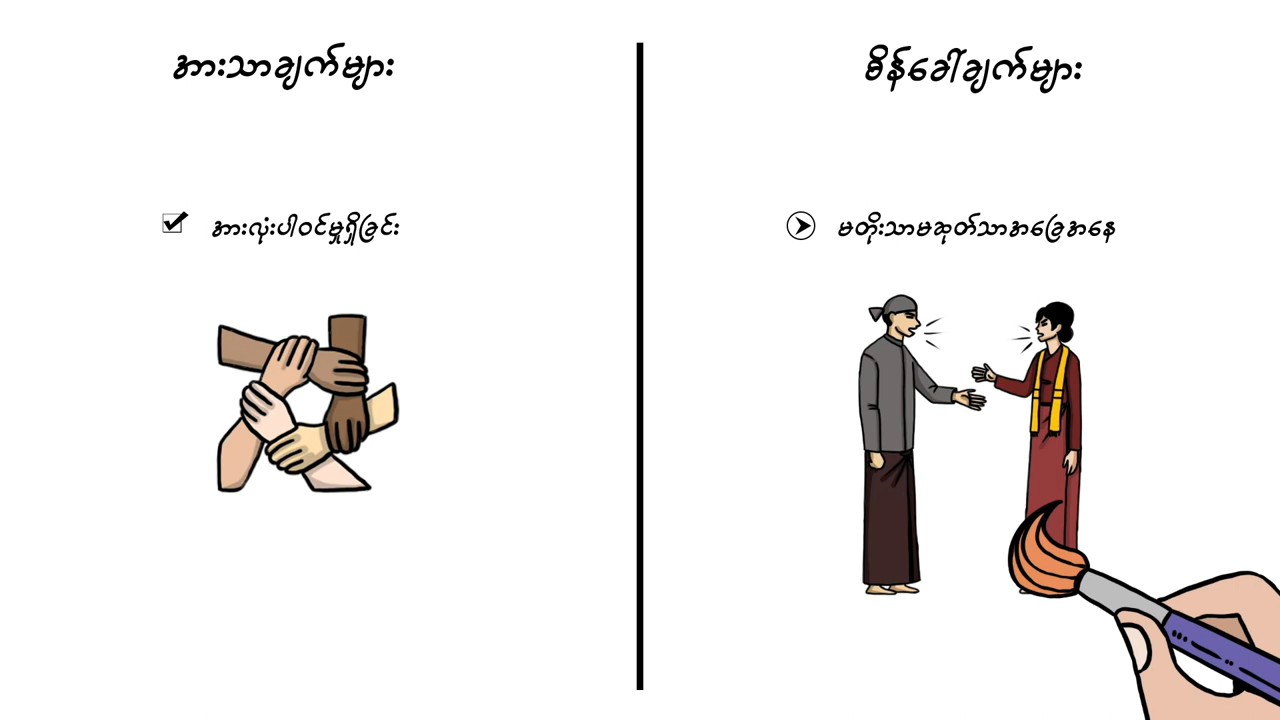 အားသာချက်များ
အားလုံးပါဝင်မှုရှိခြင်း
စိန်ခေါ်ချက်များ
မတိုးသာမဆုတ်သာအခြေအနေ